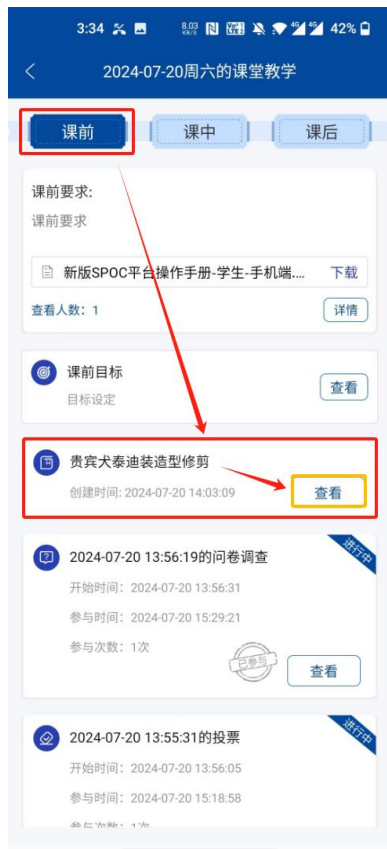 3:34 8.03 KB/S 4G 4G 42%
2024-07-20周六的课堂教学
课前 课中 课后
课前要求:
课前要求
新版SPOC平台操作手册-学生-手机端.... 下载
查看人数: 1 详情
课前目标
目标设定
查看
贵宾犬泰迪装造型修剪
创建时间: 2024-07-20 14:03:09 查看
进行中
2024-07-20 13:56:19的问卷调查
开始时间: 2024-07-20 13:56:31
参与时间: 2024-07-20 15:29:21
参与次数: 1次
已参与
查看
进行中
2024-07-20 13:55:31的投票
开始时间: 2024-07-20 13:56:05
参与时间: 2024-07-20 15:18:58
参与次数: 1次